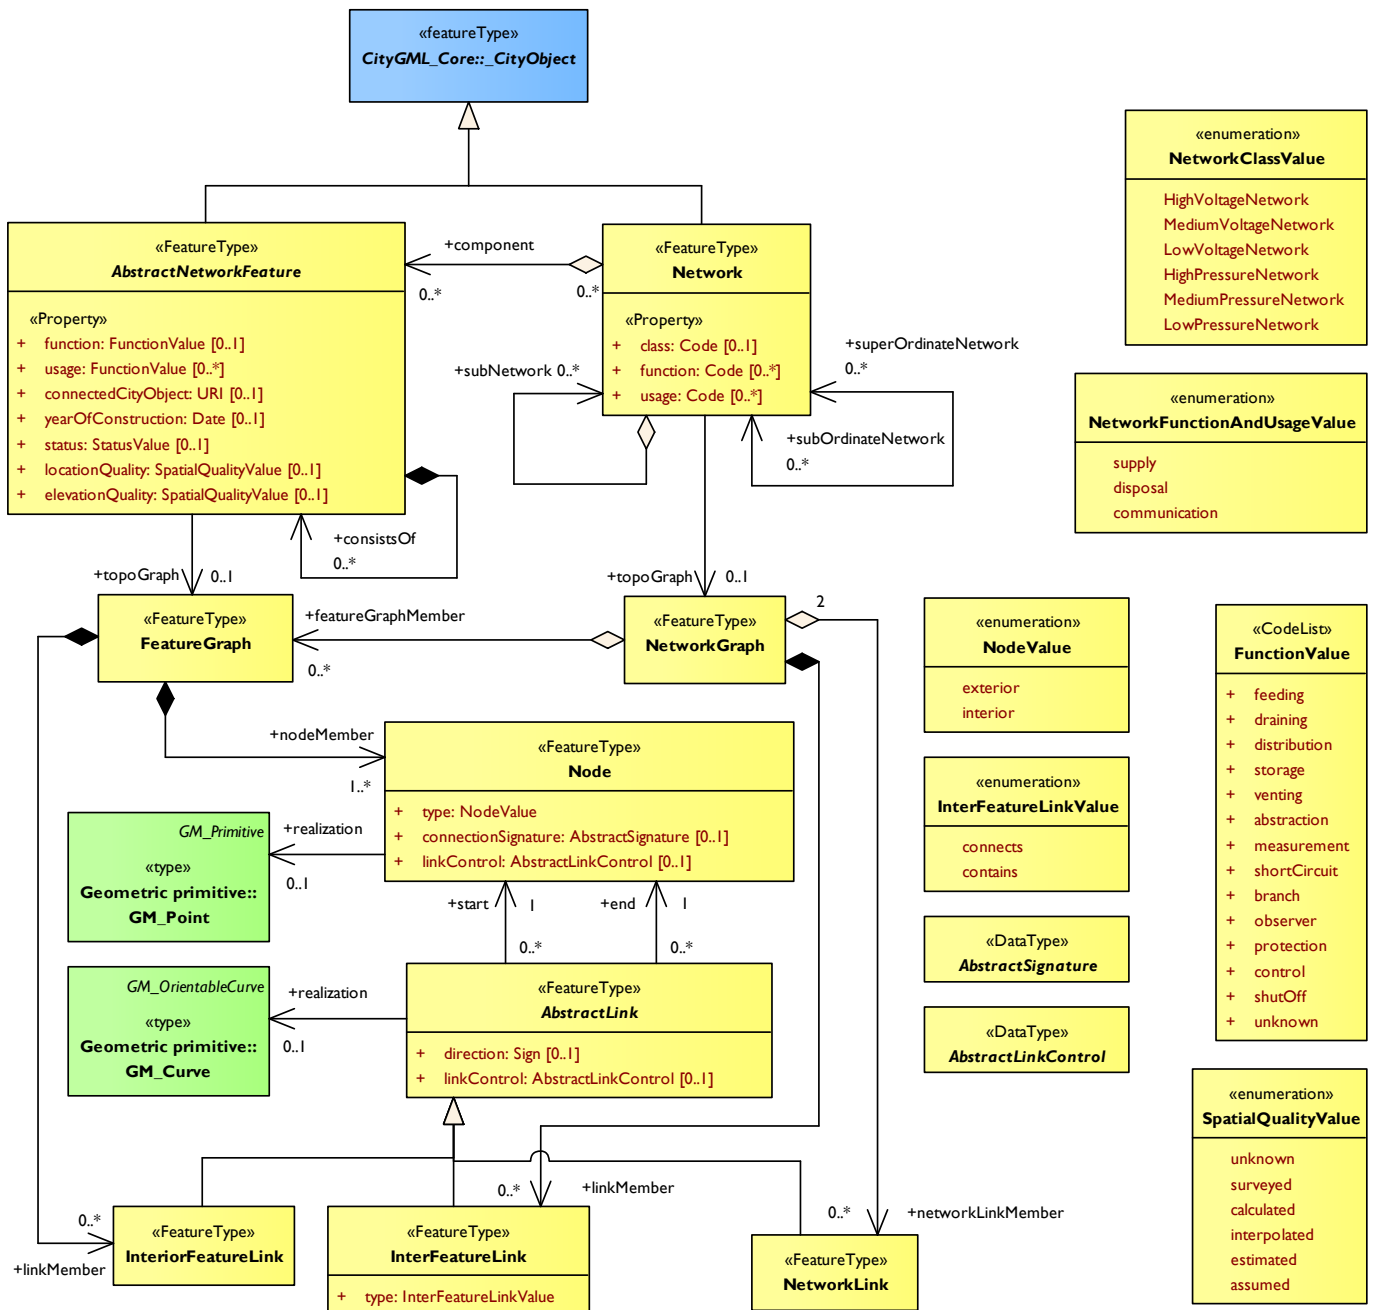 «featureType»
CityGML_Core::_CityObject
«FeatureType»
AbstractNetworkFeature
«Property»
+ function: FunctionValue [0..1]
+ usage: FunctionValue [0..*]
+ connectedCityObject: URI [0..1]
+ yearOfConstruction: Date [0..1]
+ status: StatusValue [0..1]
+ locationQuality: SpatialQualityValue [0..1]
+ elevationQuality: SpatialQualityValue [0..1]
+component
0..*
0..*
«FeatureType»
Network
«Property»
+ class: Code [0..1]
+ function: Code [0..*]
+ usage: Code [0..*]
+subNetwork 0..*
+superOrdinateNetwork
0..*
+subOrdinateNetwork
0..*
+consistsOf
0..*
+topoGraph
0..1
+topoGraph
0..1
«FeatureType»
FeatureGraph
+featureGraphMember
0..*
«FeatureType»
NetworkGraph
2
+nodeMember
1..*
«FeatureType»
Node
+ type: NodeValue
+ connectionSignature: AbstractSignature [0..1]
+ linkControl: AbstractLinkControl [0..1]
+realization
0..1
GM_Primitive
«type»
Geometric primitive::
GM_Point
+start
1
+end
1
0..*
0..*
GM_OrientableCurve
«type»
Geometric primitive::
GM_Curve
+realization
0..1
«FeatureType»
AbstractLink
+ direction: Sign [0..1]
+ linkControl: AbstractLinkControl [0..1]
0..*
+linkMember
«FeatureType»
InteriorFeatureLink
0..*
+linkMember
«FeatureType»
InterFeatureLink
+ type: InterFeatureLinkValue
0..*
+networkLinkMember
«FeatureType»
NetworkLink
«enumeration»
NetworkClassValue
HighVoltageNetwork
MediumVoltageNetwork
LowVoltageNetwork
HighPressureNetwork
MediumPressureNetwork
LowPressureNetwork
«enumeration»
NetworkFunctionAndUsageValue
supply
disposal
communication
«enumeration»
NodeValue
exterior
interior
«enumeration»
InterFeatureLinkValue
connects
contains
«DataType»
AbstractSignature
«DataType»
AbstractLinkControl
«CodeList»
FunctionValue
+ feeding
+ draining
+ distribution
+ storage
+ venting
+ abstraction
+ measurement
+ shortCircuit
+ branch
+ observer
+ protection
+ control
+ shutOff
+ unknown
«enumeration»
SpatialQualityValue
unknown
surveyed
calculated
interpolated
estimated
assumed